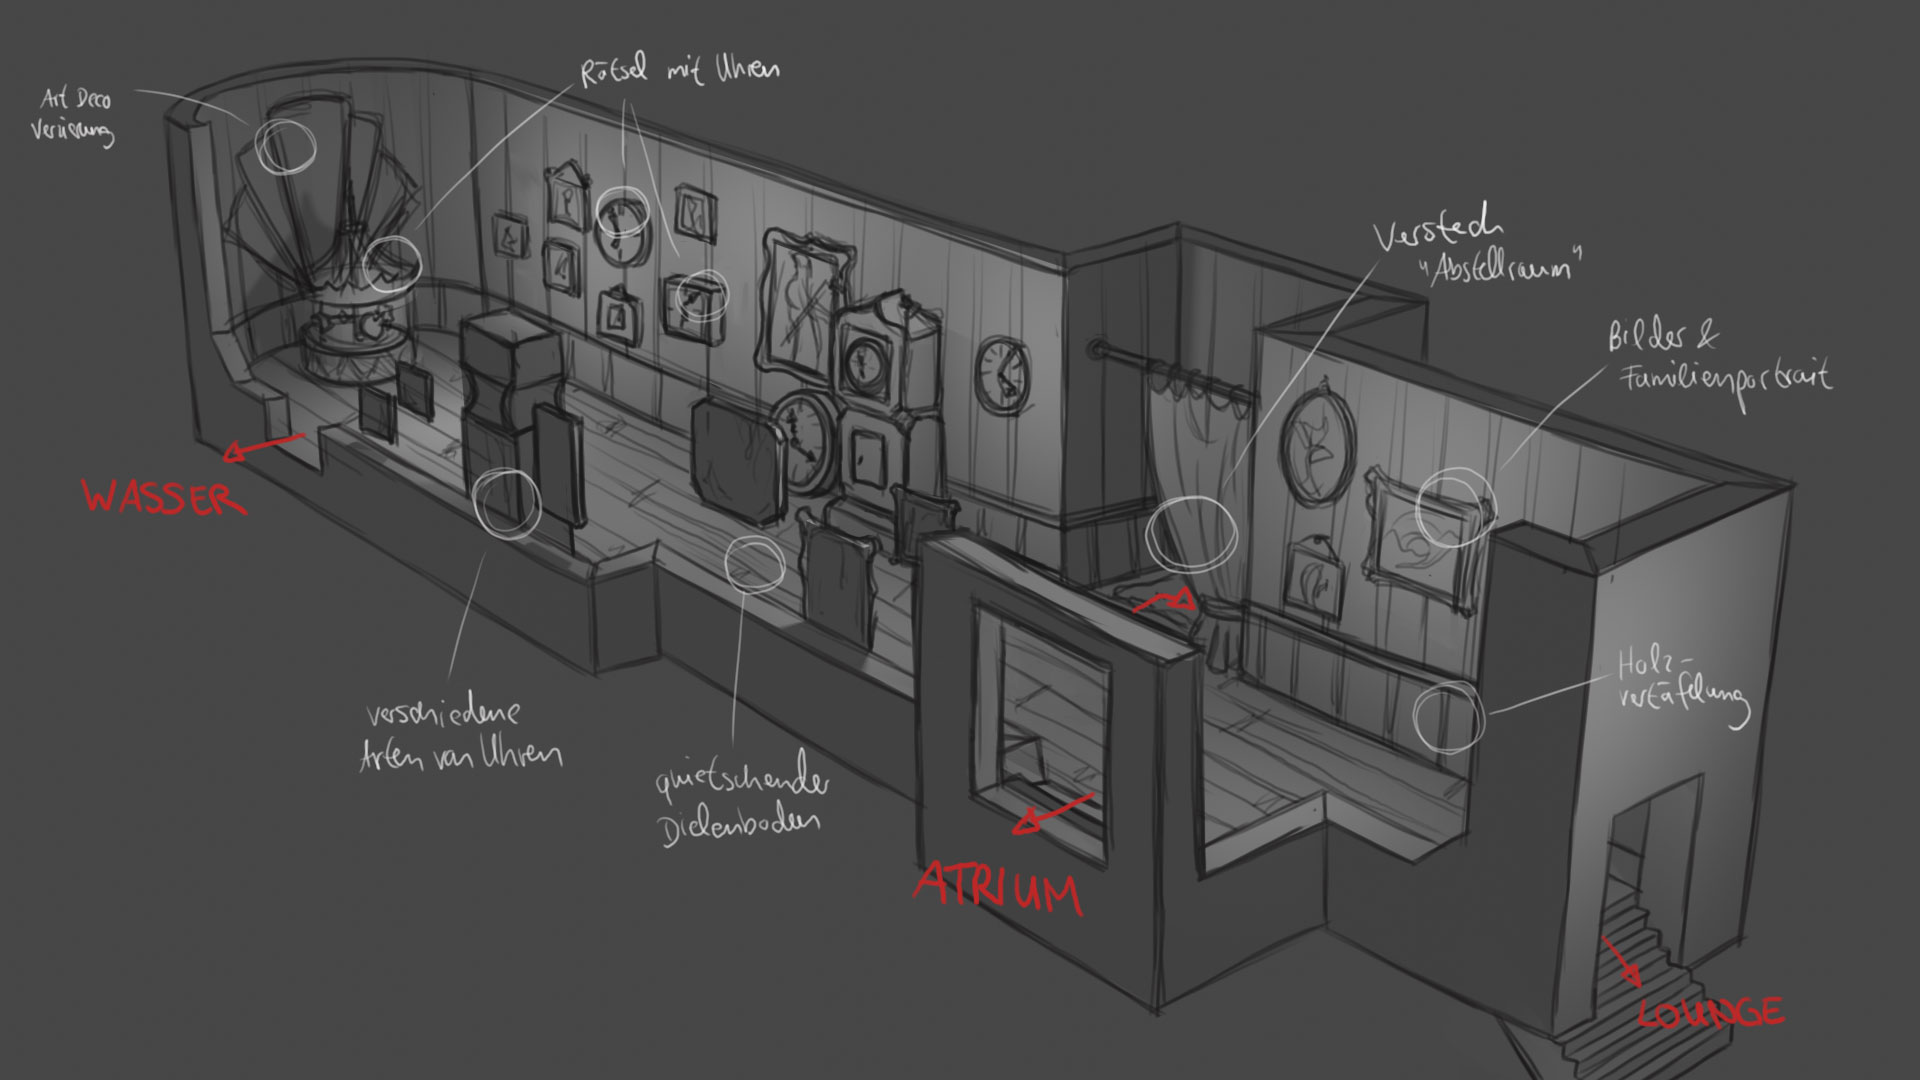 Rätsel mit Uhren
Art Deco
Verzierung
Versteck
"Abstellraum"
Bilder &
Familienportrait
WASSER
Holz-
vertäfelung
verschiedene
Arten von Uhren
quietschender
Dielenboden
ATRIUM
LOUNGE